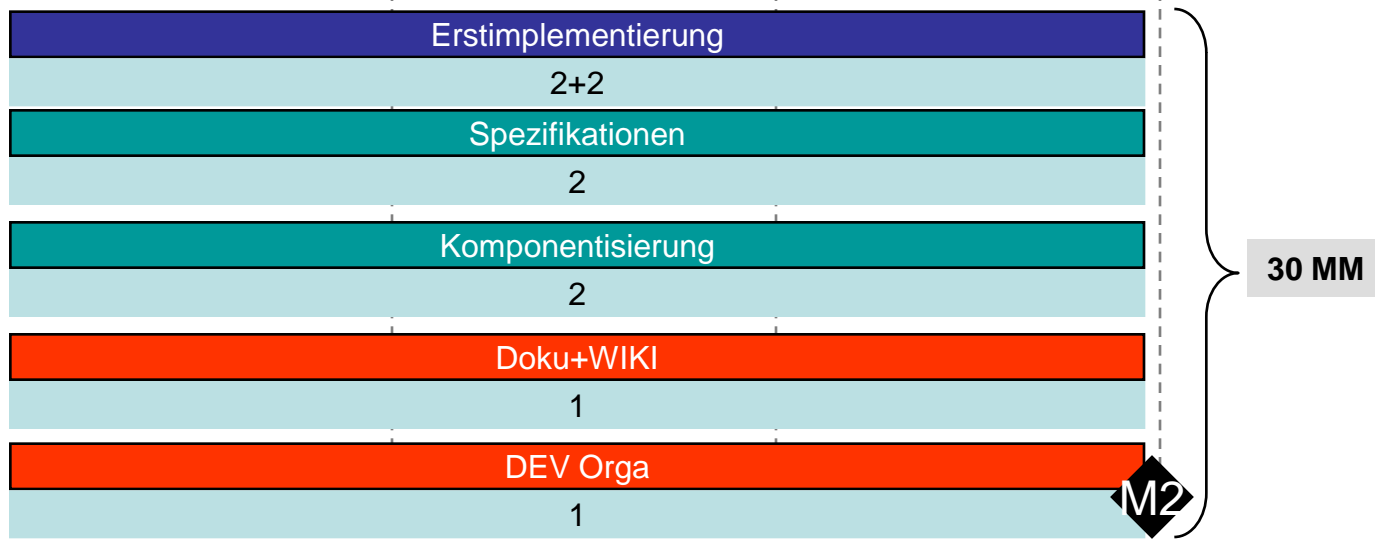 Erstimplementierung
2+2
Spezifikationen
2
Komponentisierung
2
30 MM
Doku+WIKI
1
DEV Orga
1
M2